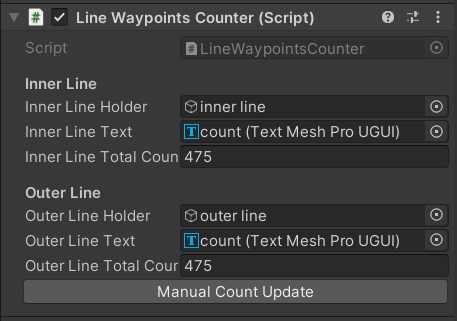 Line Waypoints Counter (Script)
Script LineWaypointsCounter
Inner Line
Inner Line Holder inner line
Inner Line Text count (Text Mesh Pro UGUI)
Inner Line Total Coun 475
Outer Line
Outer Line Holder outer line
Outer Line Text count (Text Mesh Pro UGUI)
Outer Line Total Cour 475
Manual Count Update